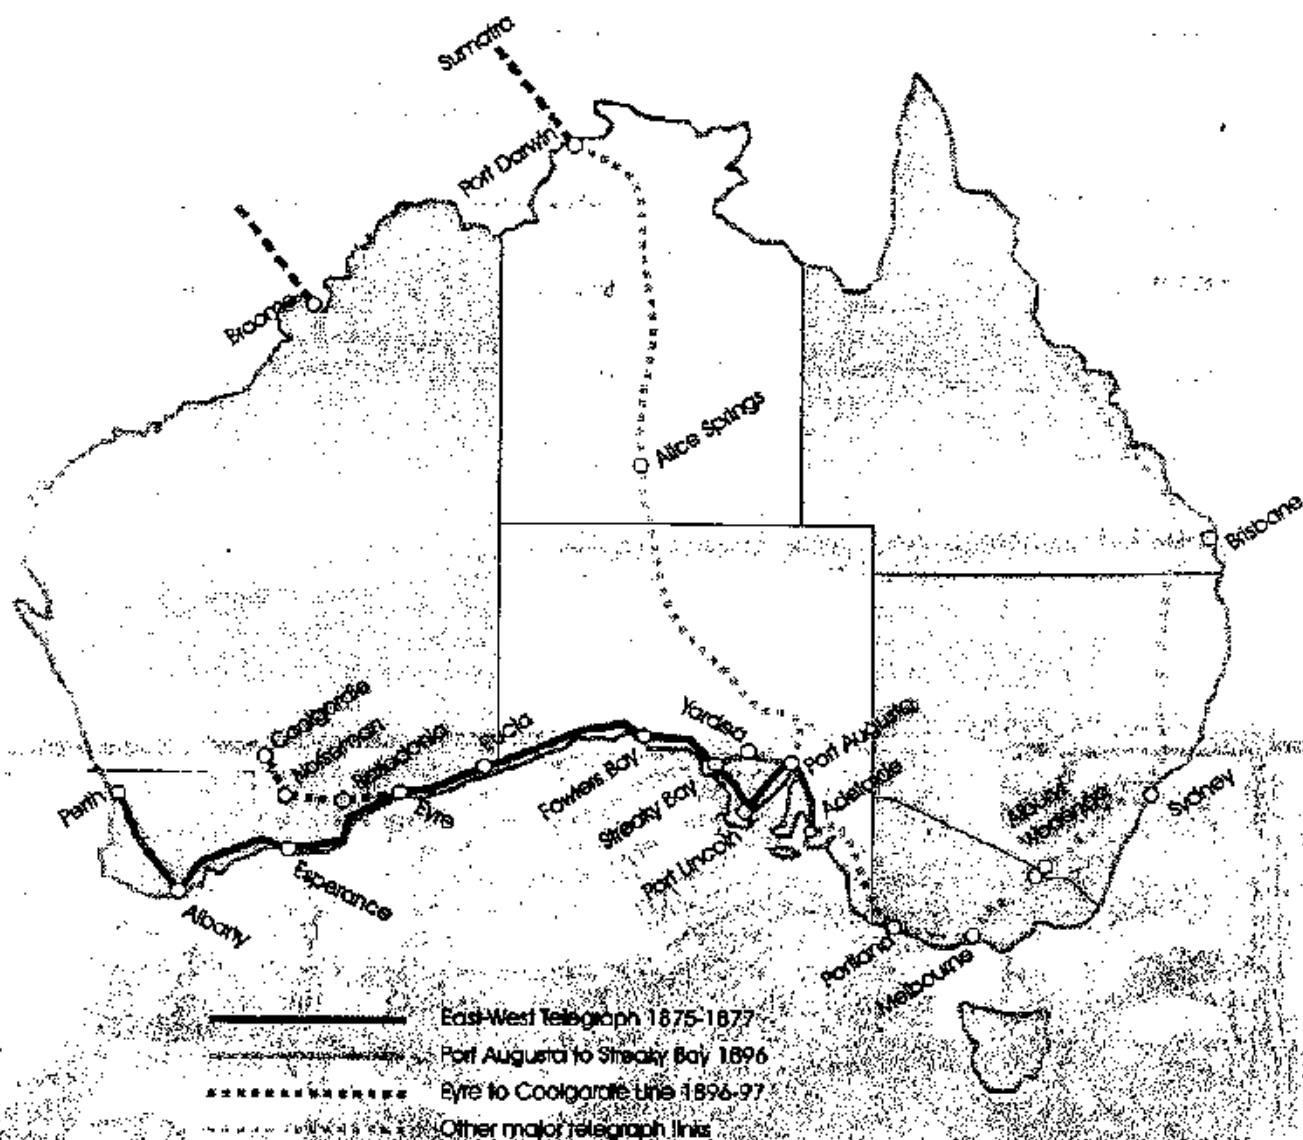 Sumatra
Port Darwin
Broome
Alice Springs
Brisbane
Coolgardie
Norseman
Balladonia
Eucla
Yardea
Port Augusta
Adelaide
Perth
Eyre
Fowlers Bay
Streaky Bay
Port Lincoln
Esperance
Albany
Mount
Sydney
Portland
Melbourne
East-West Telegraph 1875-1877
Port Augusta to Streaky Bay 1896
Eyre to Coolgardie Line 1896-97
Other major telegraph links